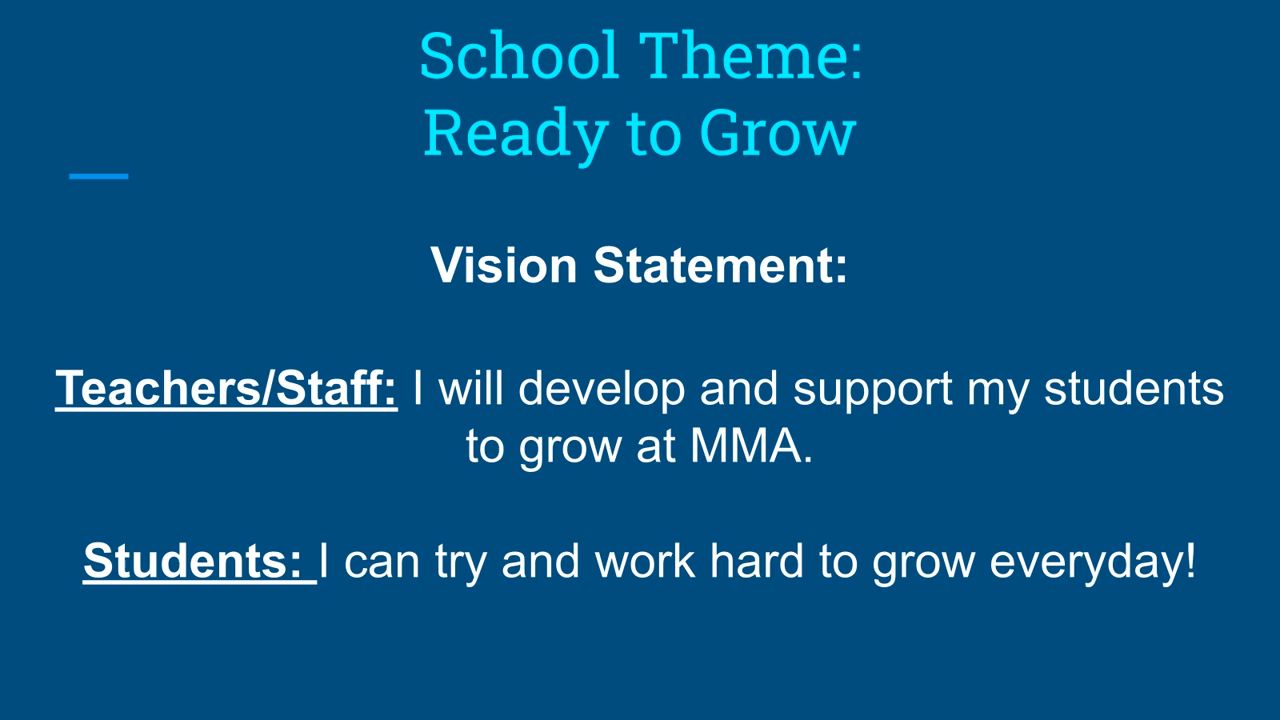 School Theme:
Ready to Grow
Vision Statement:
Teachers/Staff: I will develop and support my students
to grow at MMA.
Students: I can try and work hard to grow everyday!